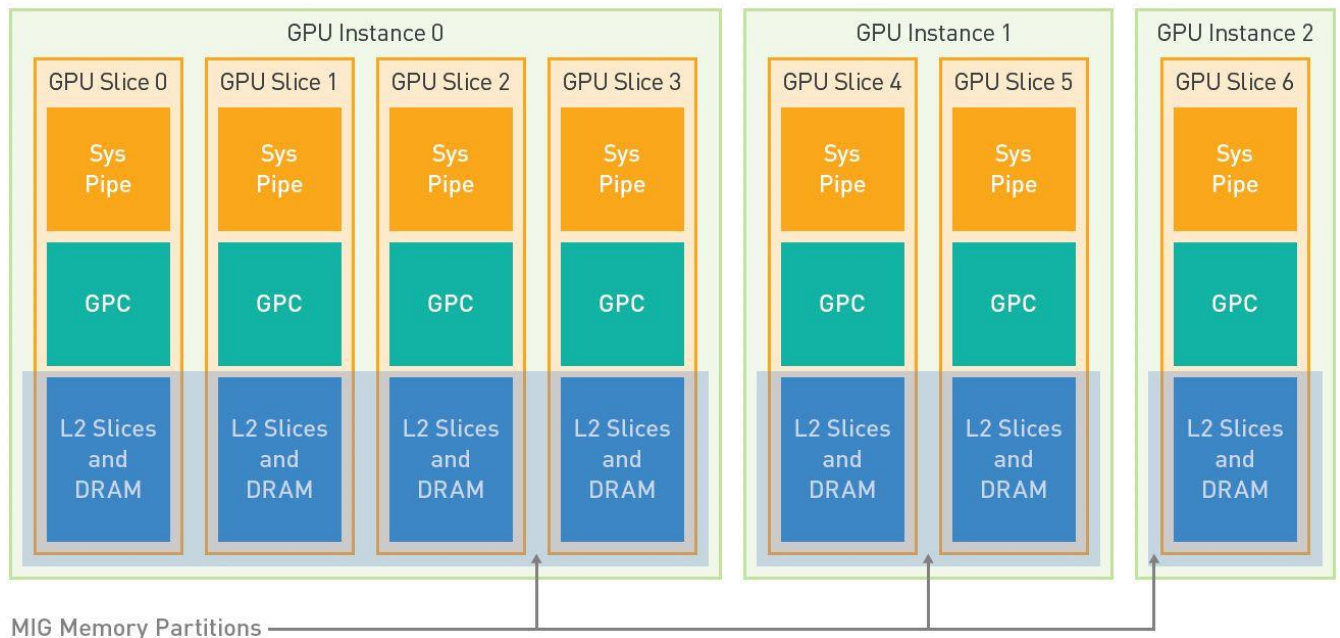 GPU Instance 0
GPU Instance 1
GPU Instance 2
GPU Slice 0
GPU Slice 1
GPU Slice 2
GPU Slice 3
GPU Slice 4
GPU Slice 5
GPU Slice 6
Sys
Pipe
Sys
Pipe
Sys
Pipe
Sys
Pipe
Sys
Pipe
Sys
Pipe
Sys
Pipe
GPC
GPC
GPC
GPC
GPC
GPC
GPC
L2 Slices
and
DRAM
L2 Slices
and
DRAM
L2 Slices
and
DRAM
L2 Slices
and
DRAM
L2 Slices
and
DRAM
L2 Slices
and
DRAM
L2 Slices
and
DRAM
MIG Memory Partitions